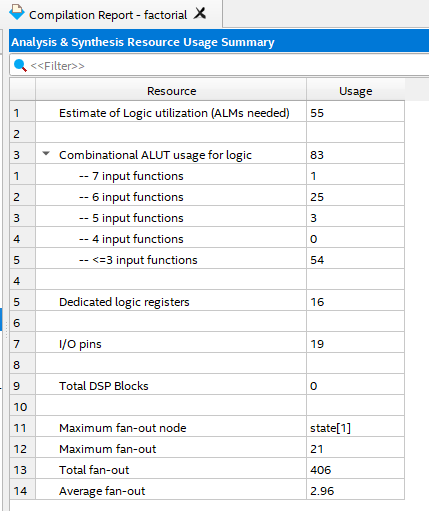 Compilation Report - factorial
Analysis & Synthesis Resource Usage Summary
<<Filter>>
Resource Usage
1 Estimate of Logic utilization (ALMs needed) 55
2
3 Combinational ALUT usage for logic 83
1 -- 7 input functions 1
2 -- 6 input functions 25
3 -- 5 input functions 3
4 -- 4 input functions 0
5 -- <=3 input functions 54
4
5 Dedicated logic registers 16
6
7 I/O pins 19
8
9 Total DSP Blocks 0
10
11 Maximum fan-out node state[1]
12 Maximum fan-out 21
13 Total fan-out 406
14 Average fan-out 2.96